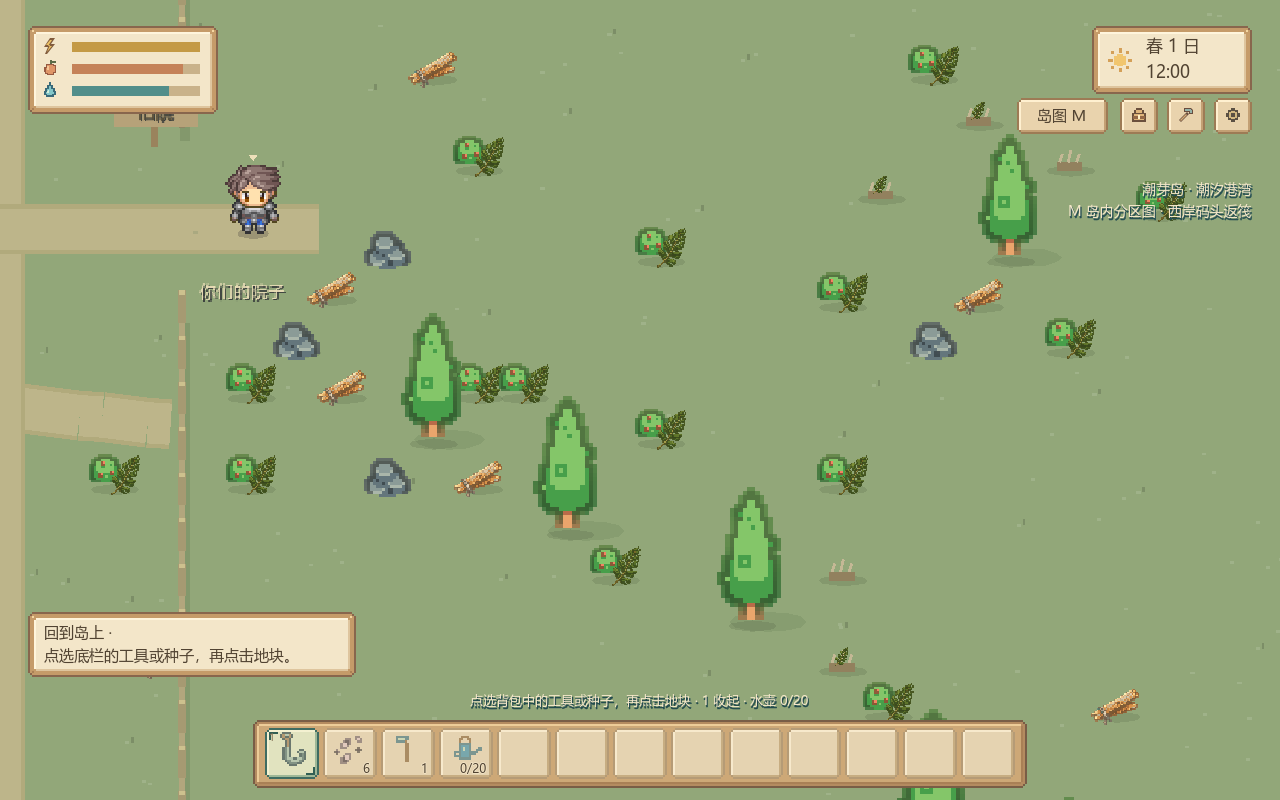 春 1 日
12:00
岛图 M
潮芽岛 · 潮汐港湾
M 岛内分区图 · 西岸码头返筏
你们的院子
回到岛上 ·
点选底栏的工具或种子，再点击地块。
点选背包中的工具或种子，再点击地块 · 1 收起 · 水壶 0/20
6
1
0/20